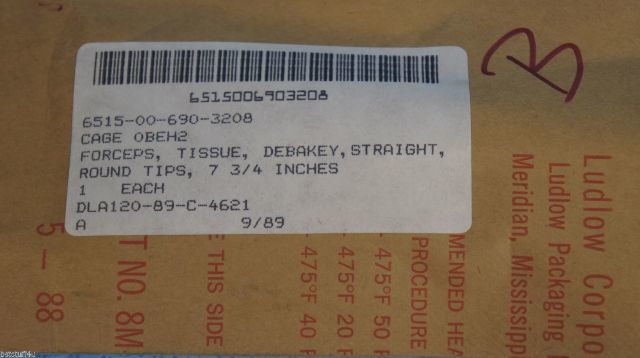 6515006903208
6515-00-690-3208
CAGE 0BEH2
FORCEPS, TISSUE, DEBAKEY, STRAIGHT,
ROUND TIPS, 7 3/4 INCHES
1 EACH
DLA120-89-C-4621
A 9/89
B
Ludlow Corpo
Ludlow Packaging
Meridian, Mississipp
MENDED HEA
PROCEDURE
475°F 50 P
475°F 20 F
475°F 40 F
E THIS SIDE
T NO. 8M
5 - 88
botstuff4u